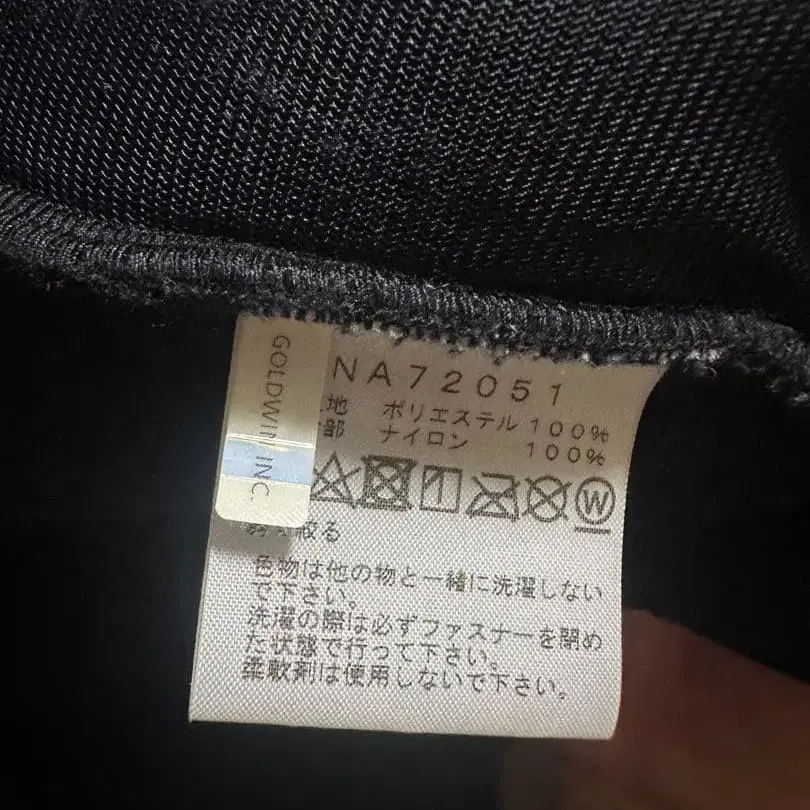 GOLDWIN INC.
NA72051
地 ポリエステル 100%
部 ナイロン 100%
W
絞る
色物は他の物と一緒に洗濯しない
で下さい。
洗濯の際は必ずファスナーを閉め
た状態で行って下さい。
柔軟剤は使用しないで下さい。